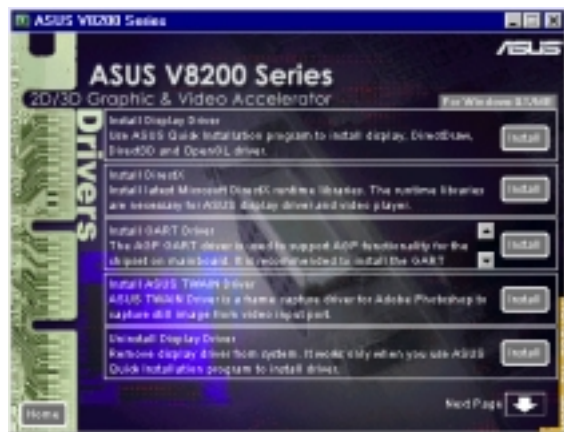 ASUS V8200 Series
ASUS
ASUS V8200 Series
2D/3D Graphic & Video Accelerator
For Windows 9X/ME
Drivers
Install Display Driver
Use ASUS Quick Installation program to install display, DirectDraw,
Direct3D and OpenGL driver.
Install
Install DirectX
Install latest Microsoft DirectX runtime libraries. The runtime libraries
are necessary for ASUS display driver and video player.
Install
Install GART Driver
The AGP GART driver is used to support AGP functionality for the
chipset on mainboard. It is recommended to install the GART
Install
Install ASUS TWAIN Driver
ASUS TWAIN Driver is a frame capture driver for Adobe Photoshop to
capture still image from video input port.
Install
Uninstall Display Driver
Remove display driver from system. It works only when you use ASUS
Quick Installation program to install driver.
Install
Next Page
Home